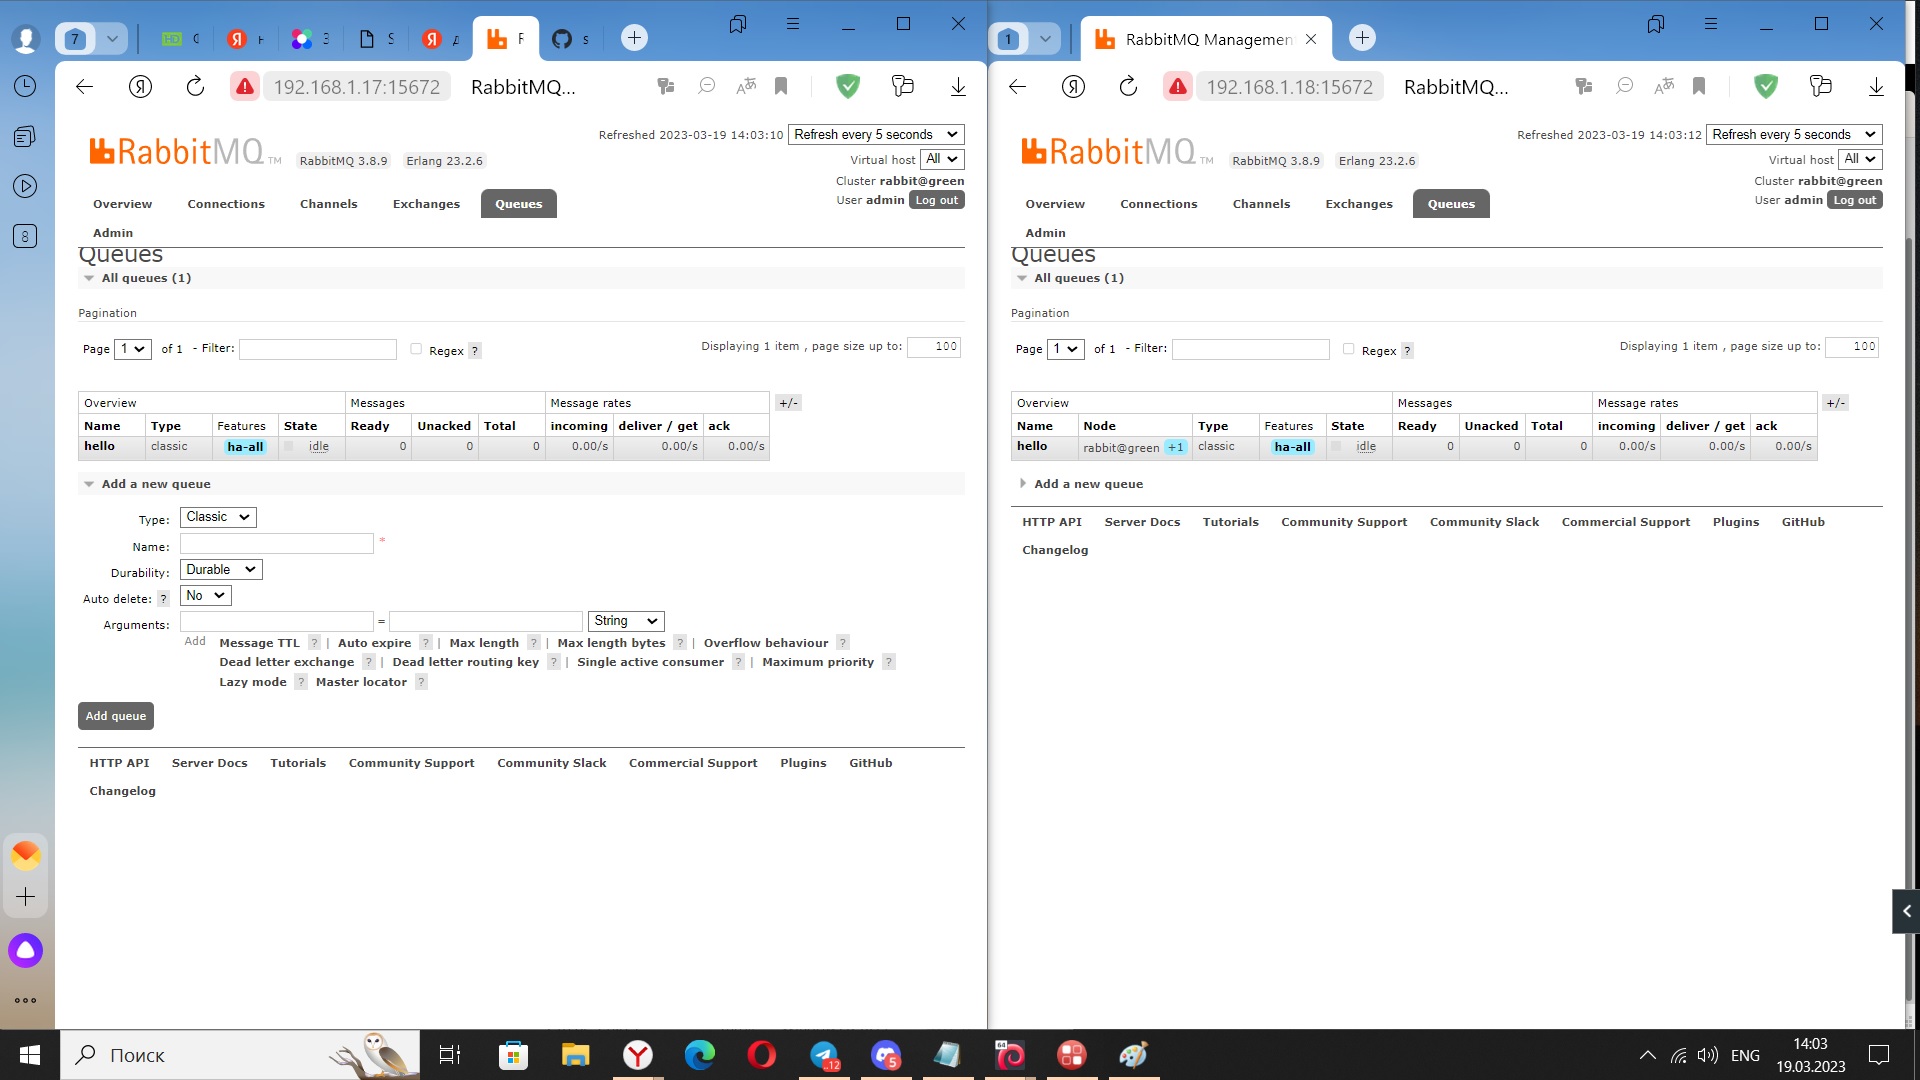 7
HD
S
F
s
192.168.1.17:15672
RabbitMQ...
Refreshed 2023-03-19 14:03:10
Refresh every 5 seconds
RabbitMQ TM
RabbitMQ 3.8.9
Erlang 23.2.6
Virtual host All
Cluster rabbit@green
User admin Log out
Overview Connections Channels Exchanges Queues
Admin
Queues
All queues (1)
Pagination
Page 1 of 1 - Filter: Regex ? Displaying 1 item , page size up to: 100
Overview Messages Message rates +/-
Name Type Features State Ready Unacked Total incoming deliver / get ack
hello classic ha-all idle 0 0 0 0.00/s 0.00/s 0.00/s
Add a new queue
Type: Classic
Name: *
Durability: Durable
Auto delete: ? No
Arguments: = String
Add Message TTL ? | Auto expire ? | Max length ? | Max length bytes ? | Overflow behaviour ?
Dead letter exchange ? | Dead letter routing key ? | Single active consumer ? | Maximum priority ?
Lazy mode ? Master locator ?
Add queue
HTTP API Server Docs Tutorials Community Support Community Slack Commercial Support Plugins GitHub
Changelog
8
1
RabbitMQ Managemen
192.168.1.18:15672
RabbitMQ...
Refreshed 2023-03-19 14:03:12
Refresh every 5 seconds
RabbitMQ TM
RabbitMQ 3.8.9
Erlang 23.2.6
Virtual host All
Cluster rabbit@green
User admin Log out
Overview Connections Channels Exchanges Queues
Admin
Queues
All queues (1)
Pagination
Page 1 of 1 - Filter: Regex ? Displaying 1 item , page size up to: 100
Overview Messages Message rates +/-
Name Node Type Features State Ready Unacked Total incoming deliver / get ack
hello rabbit@green +1 classic ha-all idle 0 0 0 0.00/s 0.00/s 0.00/s
Add a new queue
HTTP API Server Docs Tutorials Community Support Community Slack Commercial Support Plugins GitHub
Changelog
Поиск
..12
5
64
ENG
14:03
19.03.2023